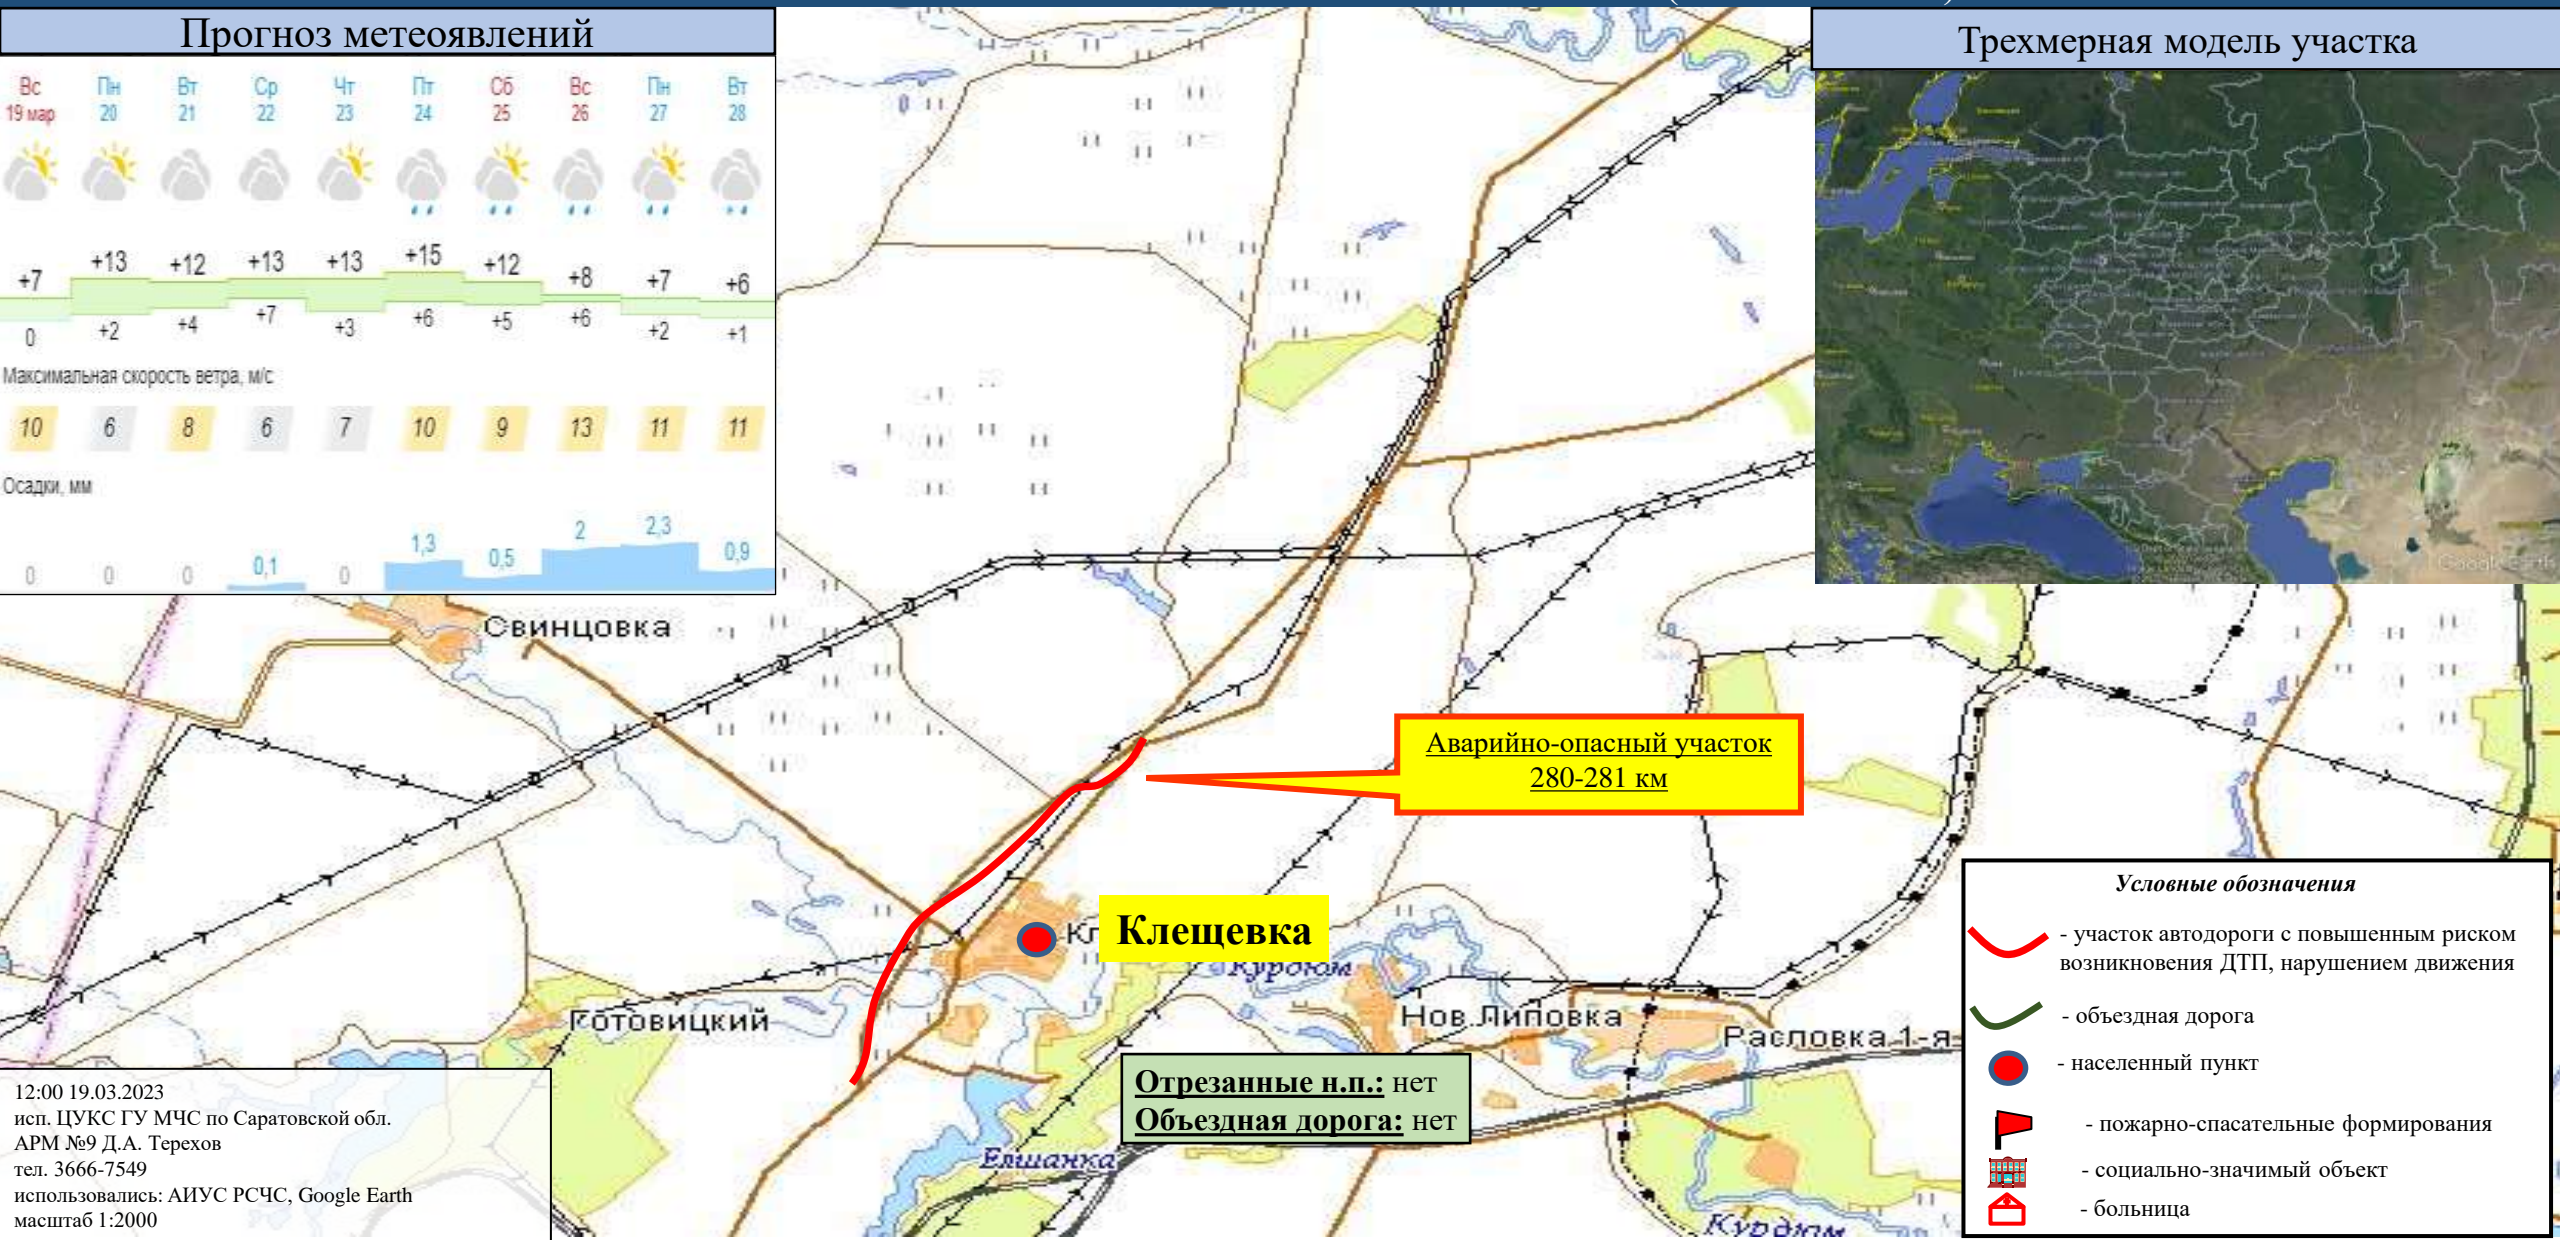 Прогноз метеоявлений
Вс Пн Вт Ср Чт Пт Сб Вс Пн Вт
19 мар 20 21 22 23 24 25 26 27 28
+7 +13 +12 +13 +13 +15 +12 +8 +7 +6
0 +2 +4 +7 +3 +6 +5 +6 +2 +1
Максимальная скорость ветра, м/с
10 6 8 6 7 10 9 13 11 11
Осадки, мм
0 0 0 0,1 0 1,3 0,5 2 2,3 0,9
Трехмерная модель участка
Google earth
Свинцовка
Аварийно-опасный участок
280-281 км
Кл
Клещевка
Курдюм
Готовицкий
Нов.Липовка
Расловка 1-я
Елшанка
Курдюм
Отрезанные н.п.: нет
Объездная дорога: нет
12:00 19.03.2023
исп. ЦУКС ГУ МЧС по Саратовской обл.
АРМ №9 Д.А. Терехов
тел. 3666-7549
использовались: АИУС РСЧС, Google Earth
масштаб 1:2000
Условные обозначения
- участок автодороги с повышенным риском
возникновения ДТП, нарушением движения
- объездная дорога
- населенный пункт
- пожарно-спасательные формирования
- социально-значимый объект
- больница